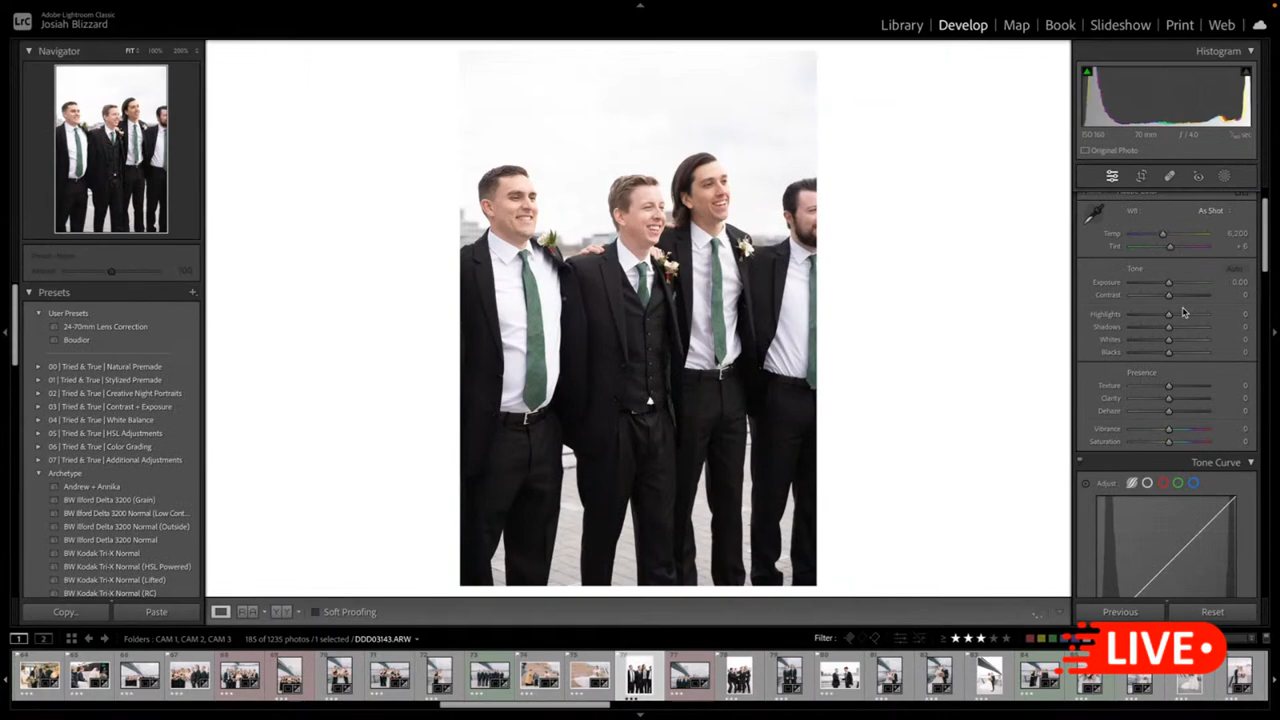 Lrc
Adobe Lightroom Classic
Josiah Blizzard
Library | Develop | Map | Book | Slideshow | Print | Web
Navigator FIT 100% 200%
Presets +
User Presets
24-70mm Lens Correction
Boudior
00 | Tried & True | Natural Premade
01 | Tried & True | Stylized Premade
02 | Tried & True | Creative Night Portraits
03 | Tried & True | Contrast + Exposure
04 | Tried & True | White Balance
05 | Tried & True | HSL Adjustments
06 | Tried & True | Color Grading
07 | Tried & True | Additional Adjustments
Archetype
Andrew + Annika
BW Ilford Delta 3200 (Grain)
BW Ilford Delta 3200 Normal (Low Cont...
BW Ilford Delta 3200 Normal (Outside)
BW Ilford Delta 3200 Normal
BW Kodak Tri-X Normal
BW Kodak Tri-X Normal (HSL Powered)
BW Kodak Tri-X Normal (Lifted)
BW Kodak Tri-X Normal (RC)
Copy... Paste
Soft Proofing
Histogram
ISO 160 70 mm f / 4.0
Original Photo
WB: As Shot
Temp 6,200
Tint + 6
Tone Auto
Exposure 0.00
Contrast 0
Highlights 0
Shadows 0
Whites 0
Blacks 0
Presence
Texture 0
Clarity 0
Dehaze 0
Vibrance 0
Saturation 0
Tone Curve
Adjust:
Previous Reset
1 2 Folders : CAM 1, CAM 2, CAM 3 185 of 1235 photos / 1 selected / DDD03143.ARW Filter :
LIVE